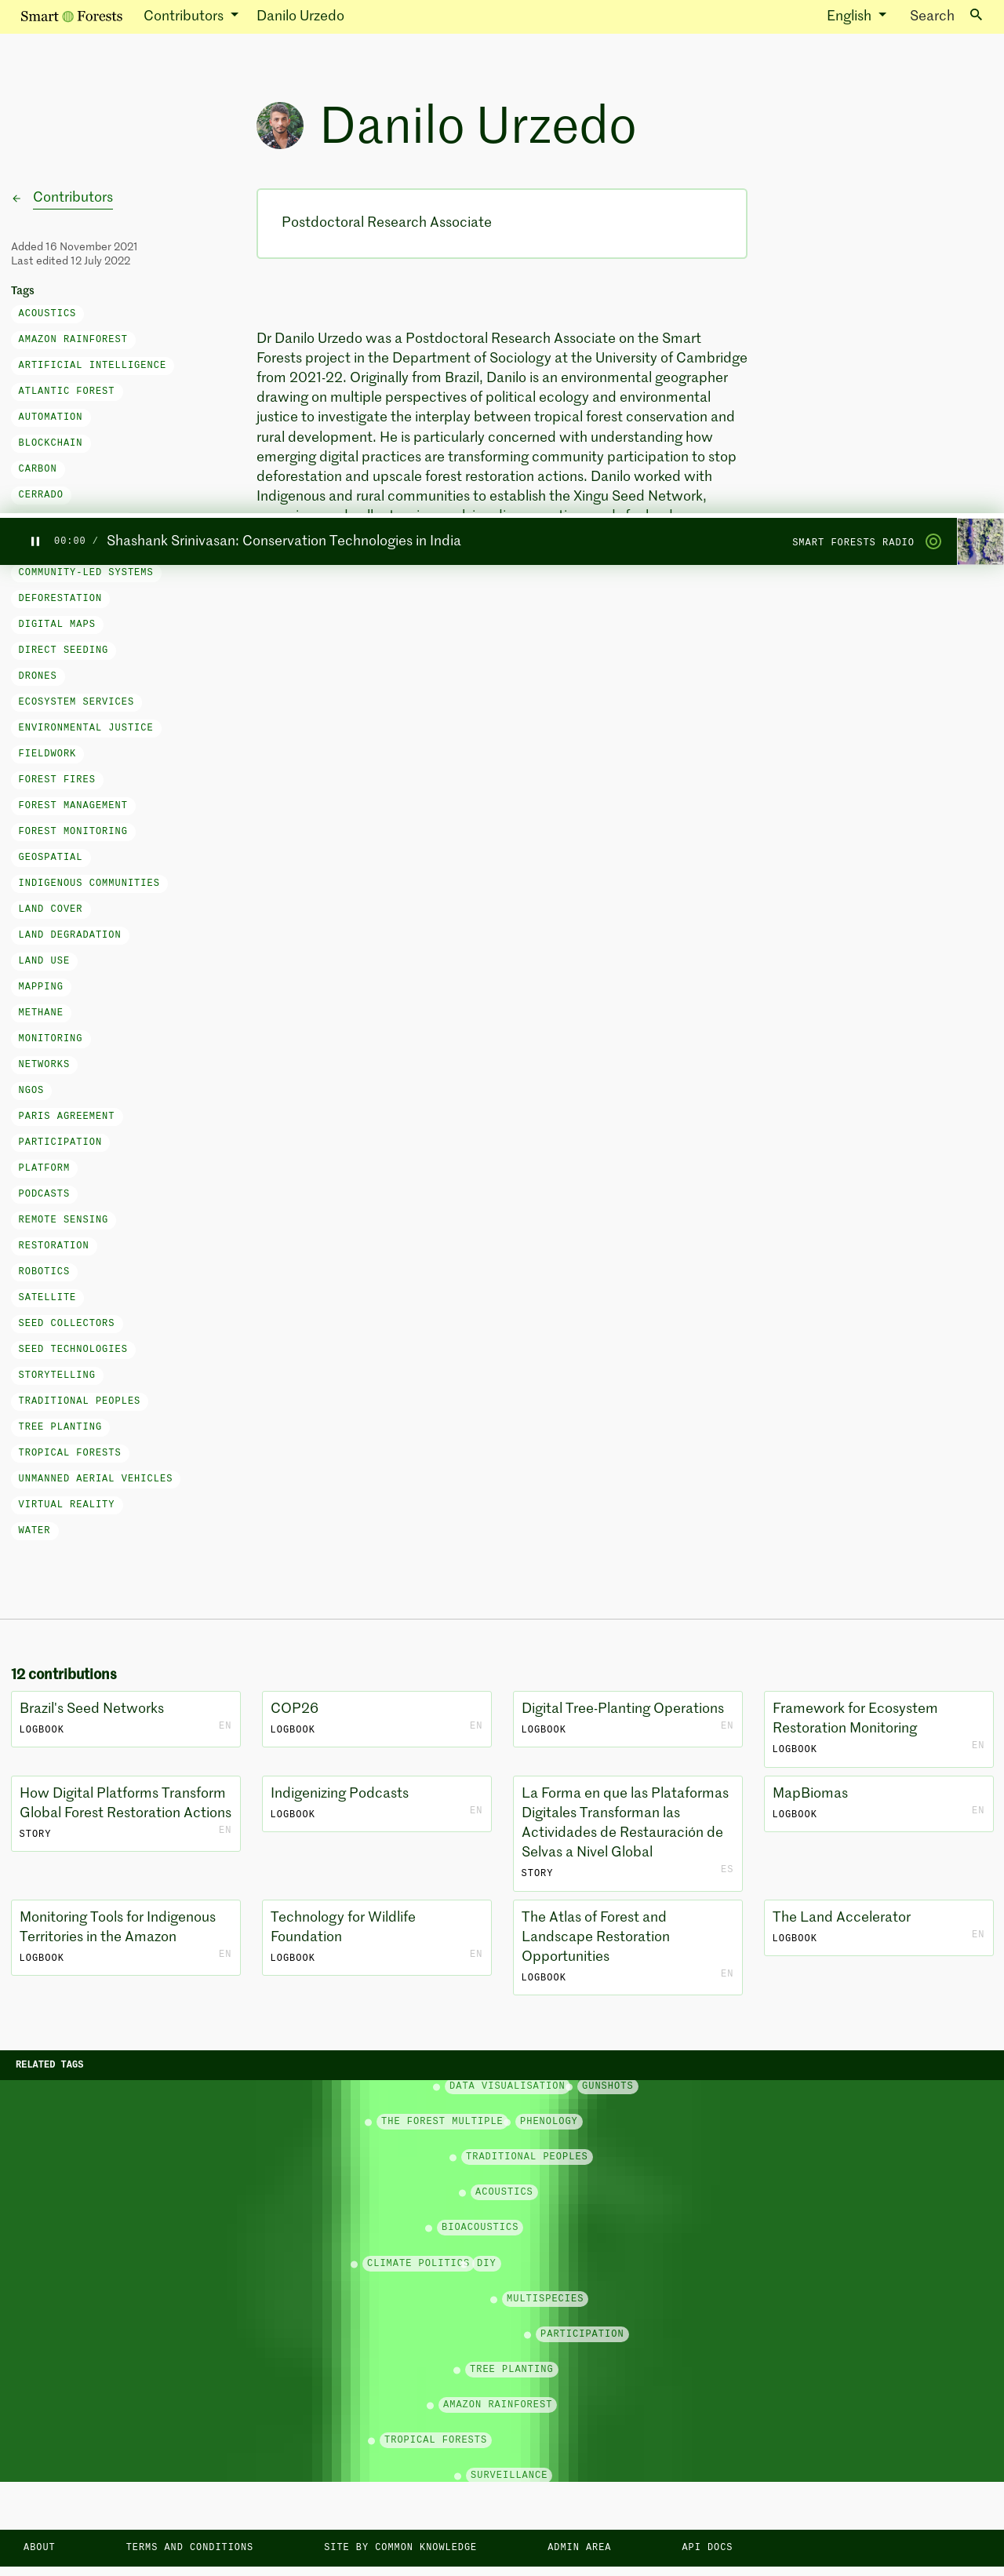 Smart Forests Contributors Danilo Urzedo English Search
Danilo Urzedo
Contributors
Postdoctoral Research Associate
Added 16 November 2021
Last edited 12 July 2022
Tags
ACOUSTICS
AMAZON RAINFOREST
ARTIFICIAL INTELLIGENCE
ATLANTIC FOREST
AUTOMATION
BLOCKCHAIN
CARBON
CERRADO
Dr Danilo Urzedo was a Postdoctoral Research Associate on the Smart
Forests project in the Department of Sociology at the University of Cambridge
from 2021-22. Originally from Brazil, Danilo is an environmental geographer
drawing on multiple perspectives of political ecology and environmental
justice to investigate the interplay between tropical forest conservation and
rural development. He is particularly concerned with understanding how
emerging digital practices are transforming community participation to stop
deforestation and upscale forest restoration actions. Danilo worked with
Indigenous and rural communities to establish the Xingu Seed Network,
00:00 / Shashank Srinivasan: Conservation Technologies in India SMART FORESTS RADIO
COMMUNITY-LED SYSTEMS
DEFORESTATION
DIGITAL MAPS
DIRECT SEEDING
DRONES
ECOSYSTEM SERVICES
ENVIRONMENTAL JUSTICE
FIELDWORK
FOREST FIRES
FOREST MANAGEMENT
FOREST MONITORING
GEOSPATIAL
INDIGENOUS COMMUNITIES
LAND COVER
LAND DEGRADATION
LAND USE
MAPPING
METHANE
MONITORING
NETWORKS
NGOS
PARIS AGREEMENT
PARTICIPATION
PLATFORM
PODCASTS
REMOTE SENSING
RESTORATION
ROBOTICS
SATELLITE
SEED COLLECTORS
SEED TECHNOLOGIES
STORYTELLING
TRADITIONAL PEOPLES
TREE PLANTING
TROPICAL FORESTS
UNMANNED AERIAL VEHICLES
VIRTUAL REALITY
WATER
12 contributions
Brazil's Seed Networks
LOGBOOK EN
COP26
LOGBOOK EN
Digital Tree-Planting Operations
LOGBOOK EN
Framework for Ecosystem
Restoration Monitoring
LOGBOOK EN
How Digital Platforms Transform
Global Forest Restoration Actions
STORY EN
Indigenizing Podcasts
LOGBOOK EN
La Forma en que las Plataformas
Digitales Transforman las
Actividades de Restauración de
Selvas a Nivel Global
STORY ES
MapBiomas
LOGBOOK EN
Monitoring Tools for Indigenous
Territories in the Amazon
LOGBOOK EN
Technology for Wildlife
Foundation
LOGBOOK EN
The Atlas of Forest and
Landscape Restoration
Opportunities
LOGBOOK EN
The Land Accelerator
LOGBOOK EN
RELATED TAGS
DATA VISUALISATION GUNSHOTS
THE FOREST MULTIPLE PHENOLOGY
TRADITIONAL PEOPLES
ACOUSTICS
BIOACOUSTICS
CLIMATE POLITICS DIY
MULTISPECIES
PARTICIPATION
TREE PLANTING
AMAZON RAINFOREST
TROPICAL FORESTS
SURVEILLANCE
ABOUT TERMS AND CONDITIONS SITE BY COMMON KNOWLEDGE ADMIN AREA API DOCS